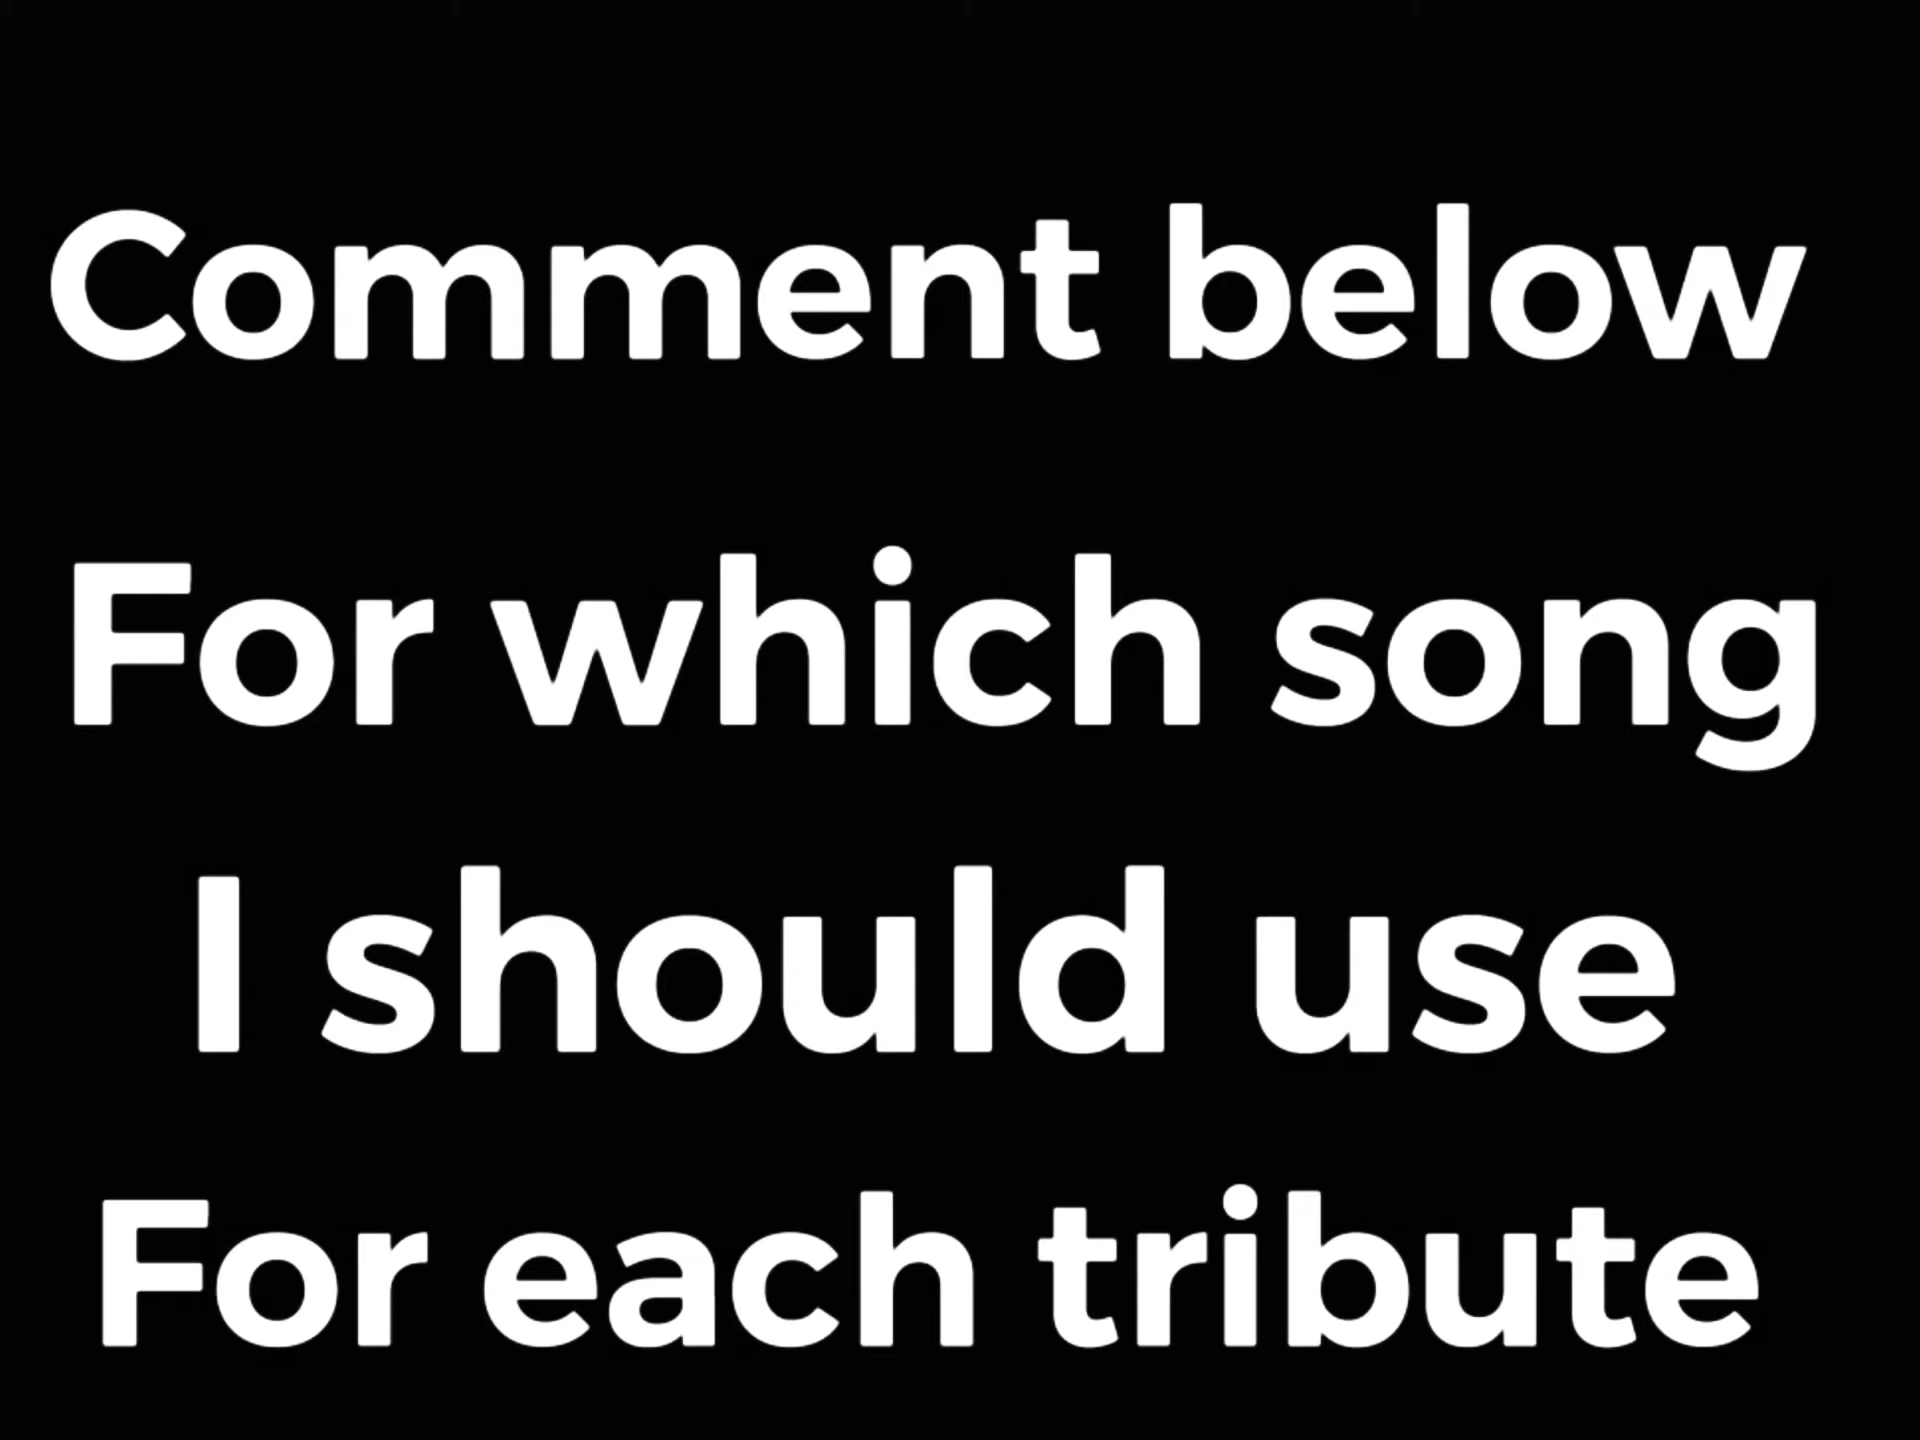 Comment below
For which song
I should use
For each tribute